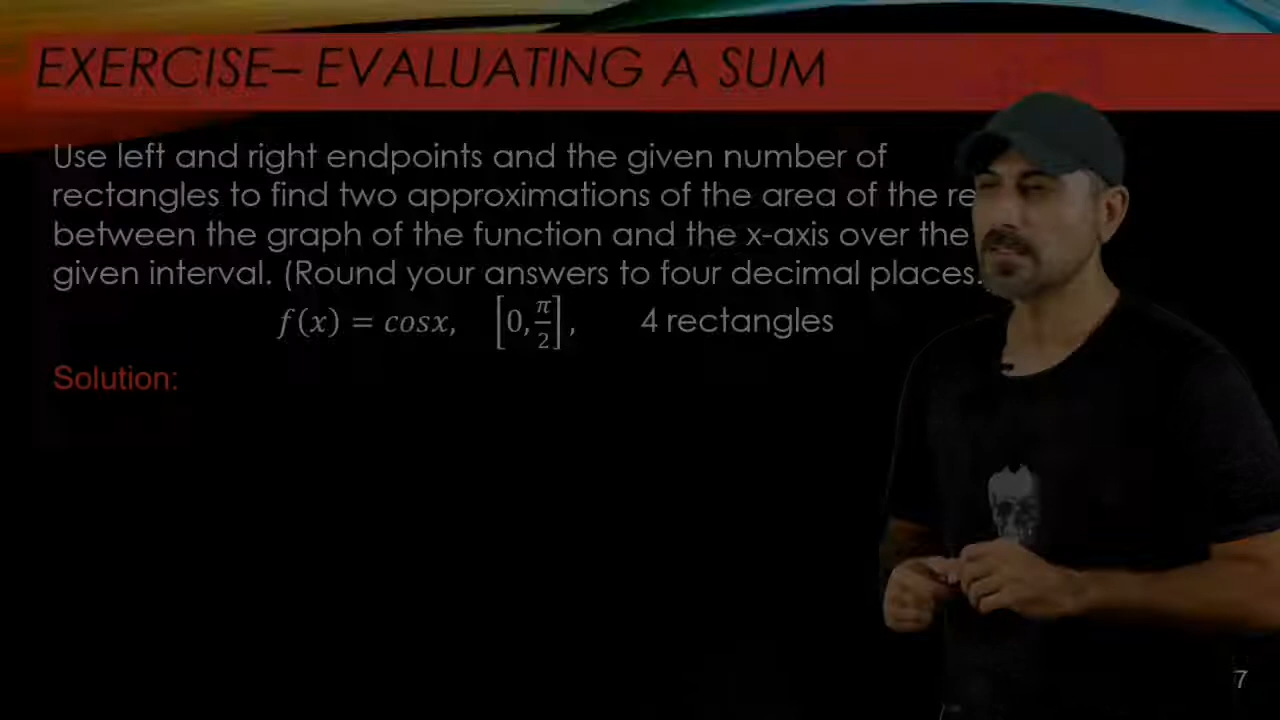 EXERCISE– EVALUATING A SUM
Use left and right endpoints and the given number of
rectangles to find two approximations of the area of the re
between the graph of the function and the x-axis over the
given interval. (Round your answers to four decimal places.
f(x) = cosx, [0, π/2], 4 rectangles
Solution:
7